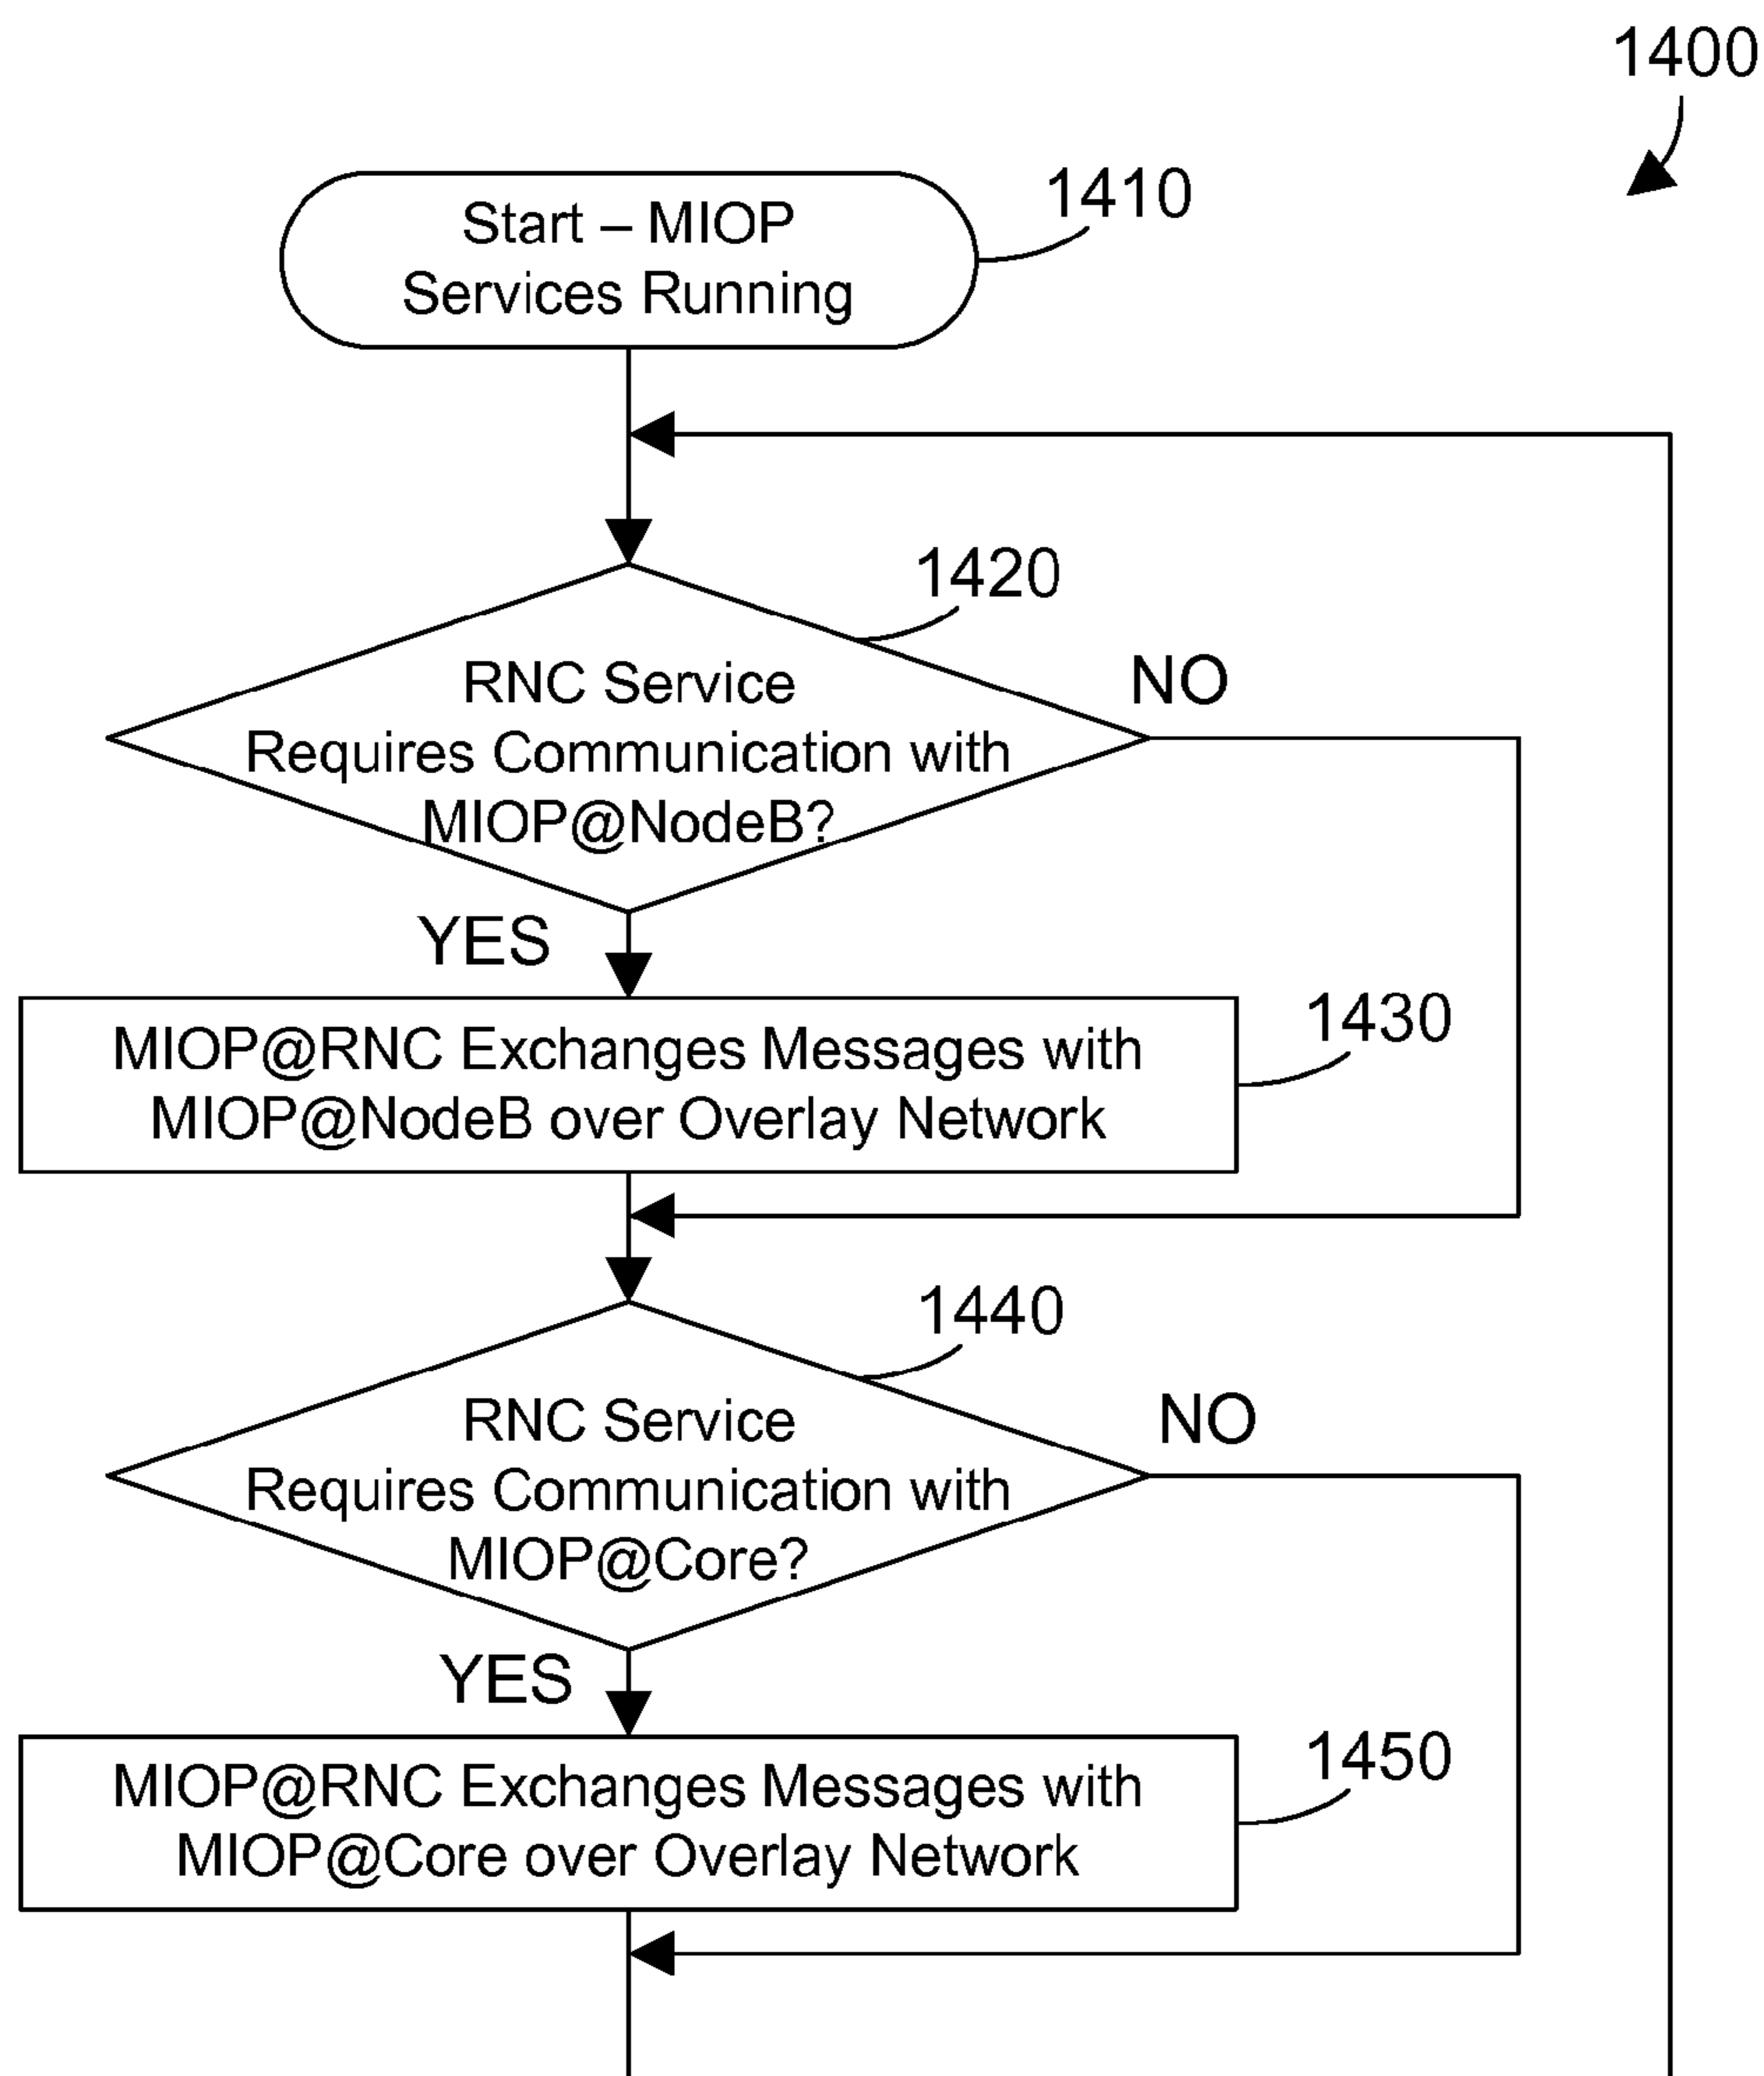 1400
Start – MIOP
Services Running
1410
1420
RNC Service
Requires Communication with
MIOP@NodeB?
NO
YES
MIOP@RNC Exchanges Messages with
MIOP@NodeB over Overlay Network
1430
1440
RNC Service
Requires Communication with
MIOP@Core?
NO
YES
MIOP@RNC Exchanges Messages with
MIOP@Core over Overlay Network
1450